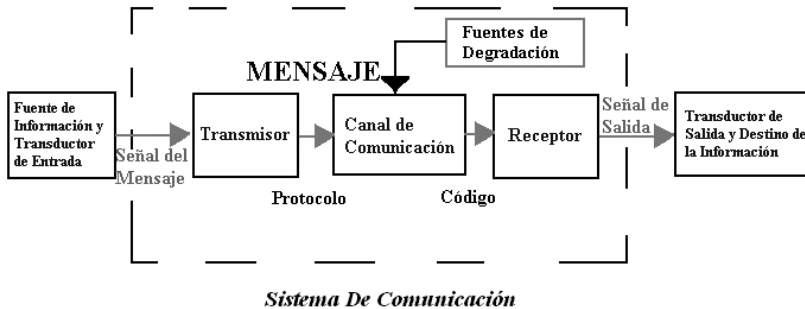 Fuentes de
Degradación
MENSAJE
Fuente de
Información y
Transductor
de Entrada
Señal del
Mensaje
Transmisor
Protocolo
Canal de
Comunicación
Código
Receptor
Señal de
Salida
Transductor de
Salida y Destino de
la Información
Sistema De Comunicación